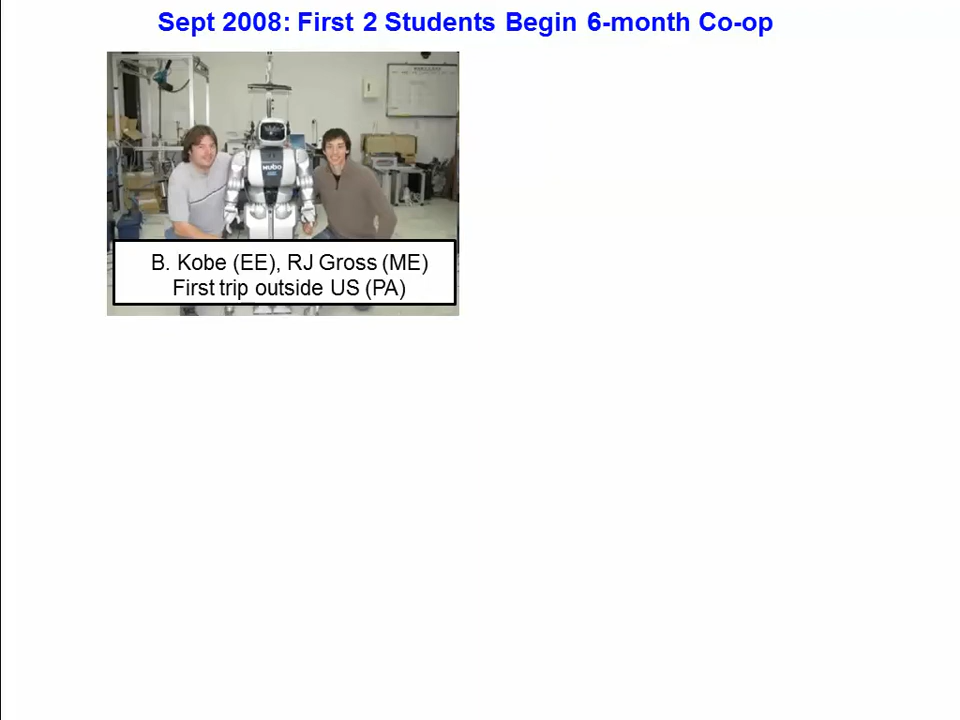 Sept 2008: First 2 Students Begin 6-month Co-op
HUBO
B. Kobe (EE), RJ Gross (ME)
First trip outside US (PA)